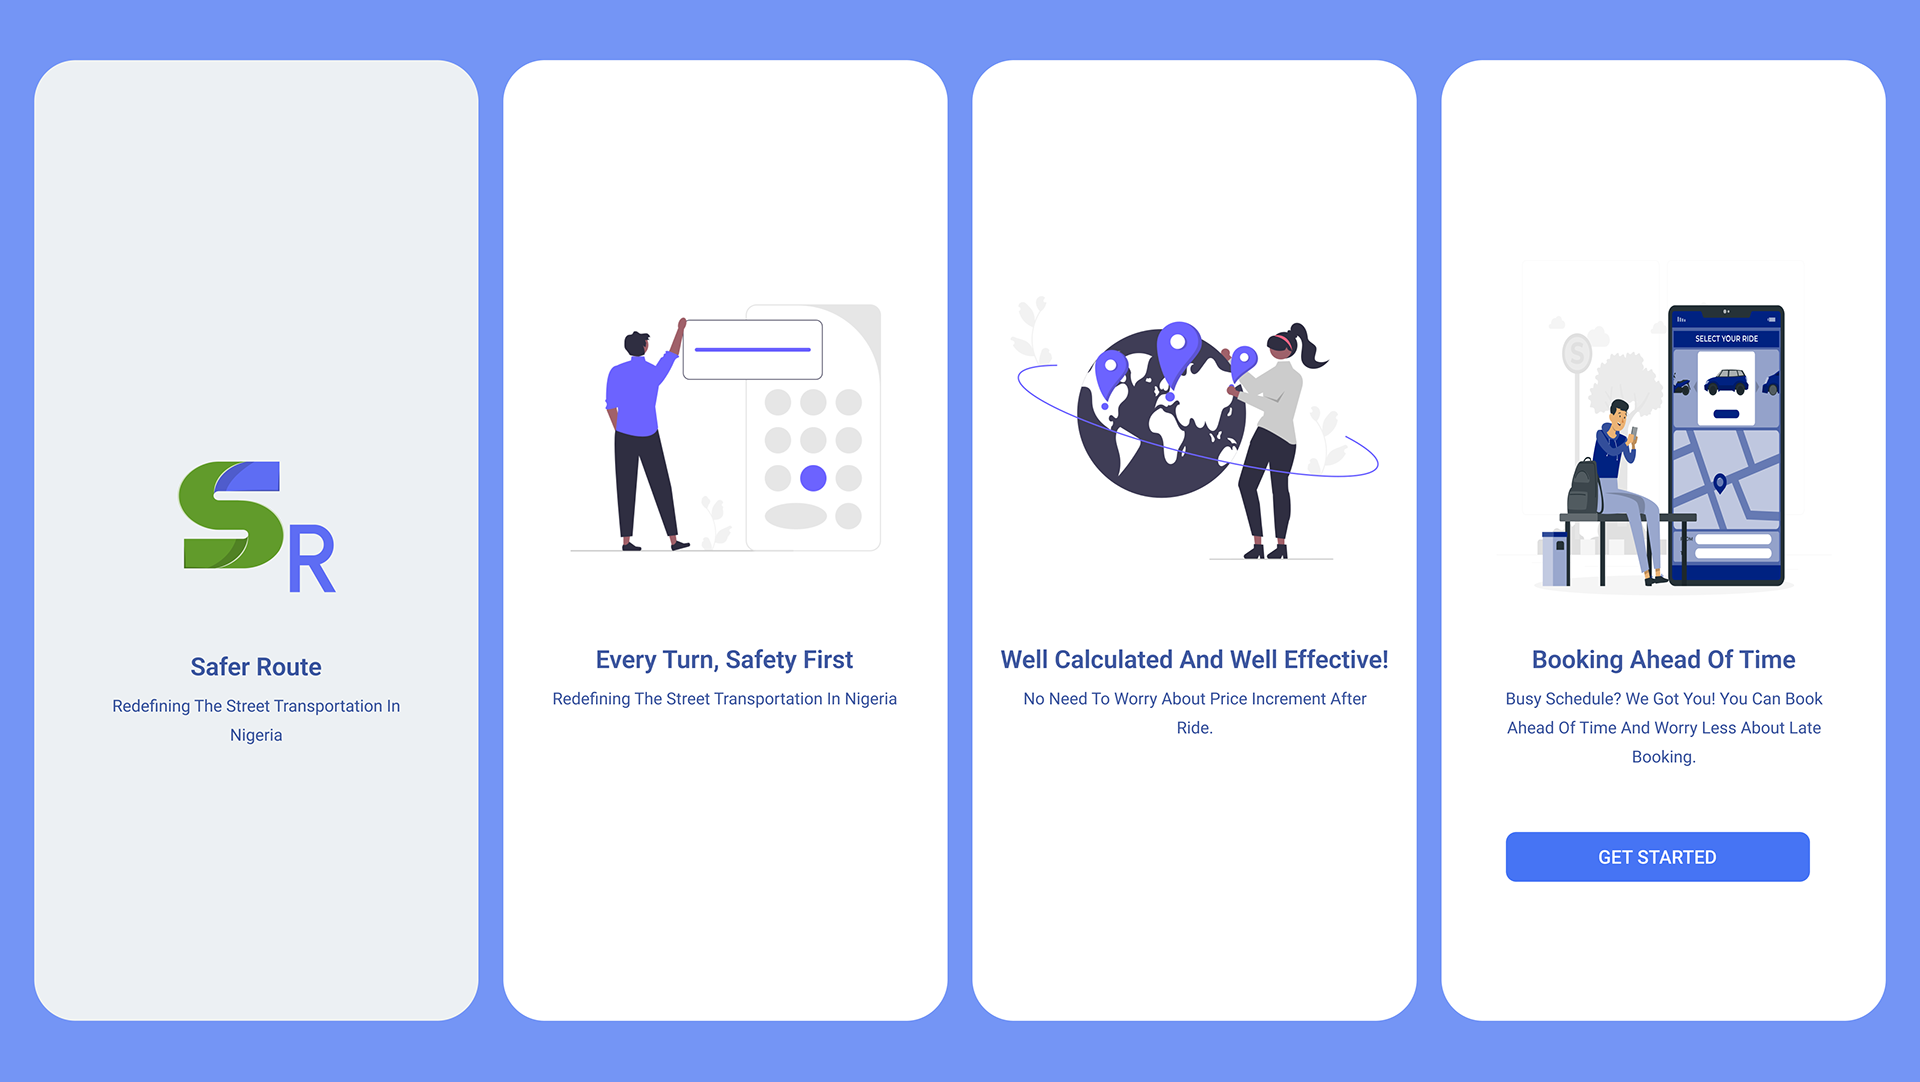 SR
Safer Route
Redefining The Street Transportation In
Nigeria
Every Turn, Safety First
Redefining The Street Transportation In Nigeria
Well Calculated And Well Effective!
No Need To Worry About Price Increment After
Ride.
S
SELECT YOUR RIDE
Booking Ahead Of Time
Busy Schedule? We Got You! You Can Book
Ahead Of Time And Worry Less About Late
Booking.
GET STARTED